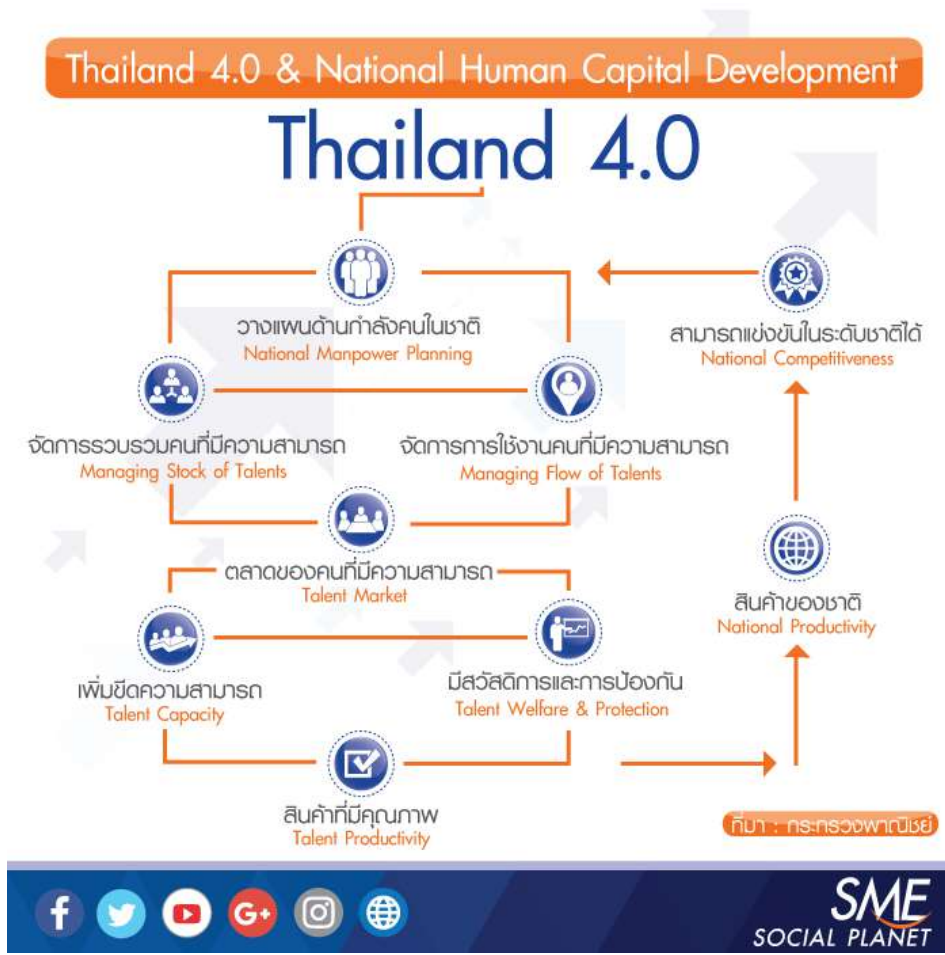 Thailand 4.0 & National Human Capital Development
Thailand 4.0
วางแผนด้านกำลังคนในชาติ
National Manpower Planning
สามารถแข่งขันในระดับชาติได้
National Competitiveness
จัดการรวบรวมคนที่มีความสามารถ
Managing Stock of Talents
จัดการการใช้งานคนที่มีความสามารถ
Managing Flow of Talents
ตลาดของคนที่มีความสามารถ
Talent Market
สินค้าของชาติ
National Productivity
เพิ่มขีดความสามารถ
Talent Capacity
มีสวัสดิการและการป้องกัน
Talent Welfare & Protection
สินค้าที่มีคุณภาพ
Talent Productivity
ที่มา : กระทรวงพาณิชย์
f
G+
SME
SOCIAL PLANET